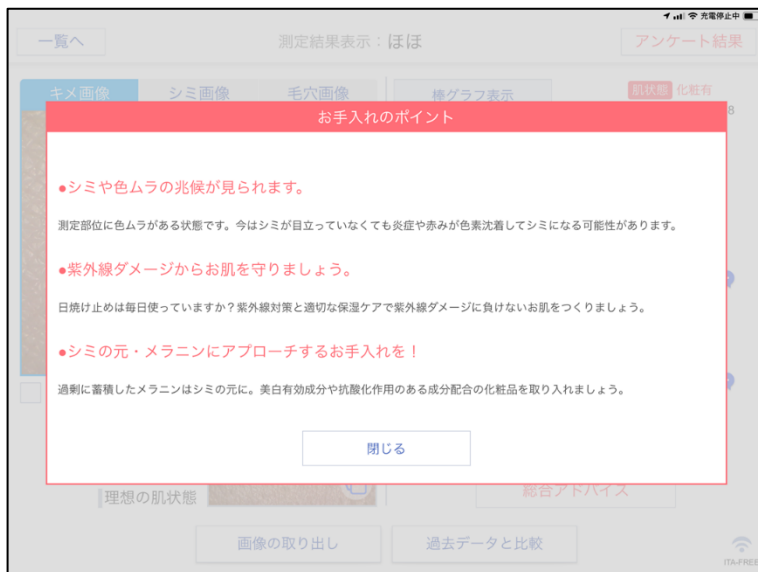 充電停止中
一覧へ
測定結果表示：ほほ
アンケート結果
キメ画像
シミ画像
毛穴画像
棒グラフ表示
肌状態 化粧有
8
お手入れのポイント
●シミや色ムラの兆候が見られます。
測定部位に色ムラがある状態です。今はシミが目立っていなくても炎症や赤みが色素沈着してシミになる可能性があります。
●紫外線ダメージからお肌を守りましょう。
日焼け止めは毎日使っていますか？紫外線対策と適切な保湿ケアで紫外線ダメージに負けないお肌をつくりましょう。
●シミの元・メラニンにアプローチするお手入れを！
過剰に蓄積したメラニンはシミの元に。美白有効成分や抗酸化作用のある成分配合の化粧品を取り入れましょう。
閉じる
理想の肌状態
総合アドバイス
画像の取り出し
過去データと比較
ITA-FREE